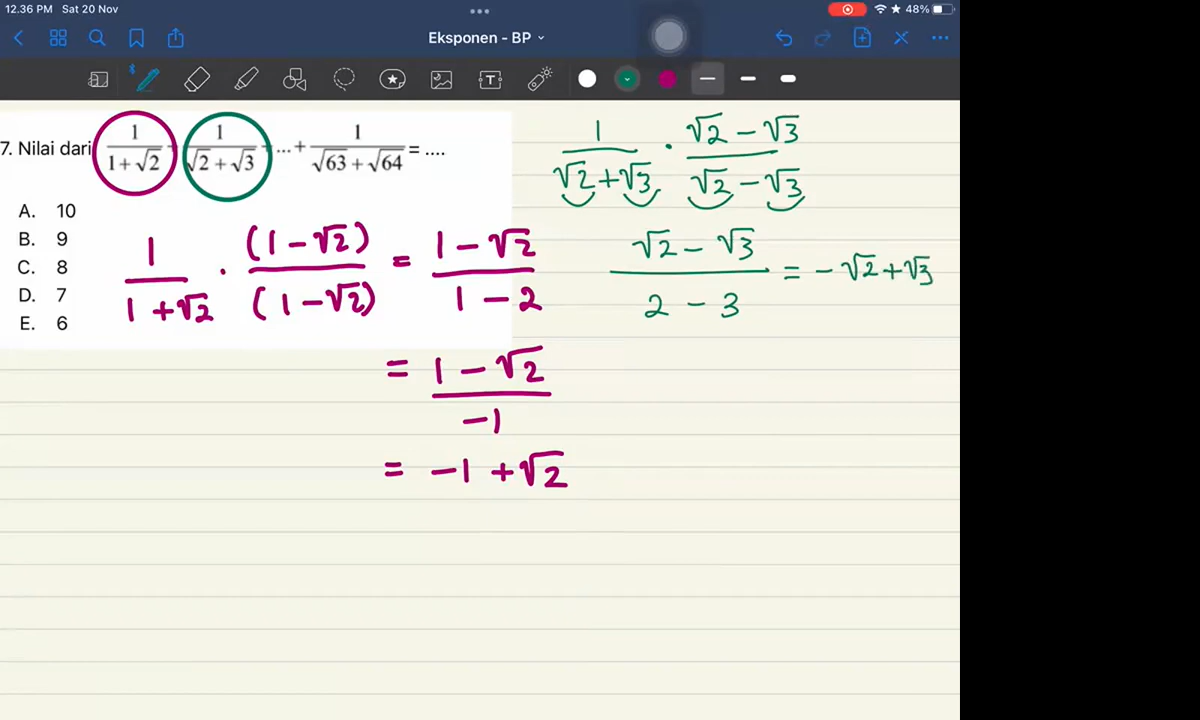 12.36 PM Sat 20 Nov
48%
Eksponen - BP
7. Nilai dari 1/(1+√2) + 1/(√2+√3) + ... + 1/(√63+√64) = ....
A. 10
B. 9
C. 8
D. 7
E. 6
1/(1+√2) · (1-√2)/(1-√2) = (1-√2)/(1-2)
= (1-√2)/-1
= -1+√2
1/(√2+√3) · (√2-√3)/(√2-√3)
(√2-√3)/(2-3) = -√2+√3